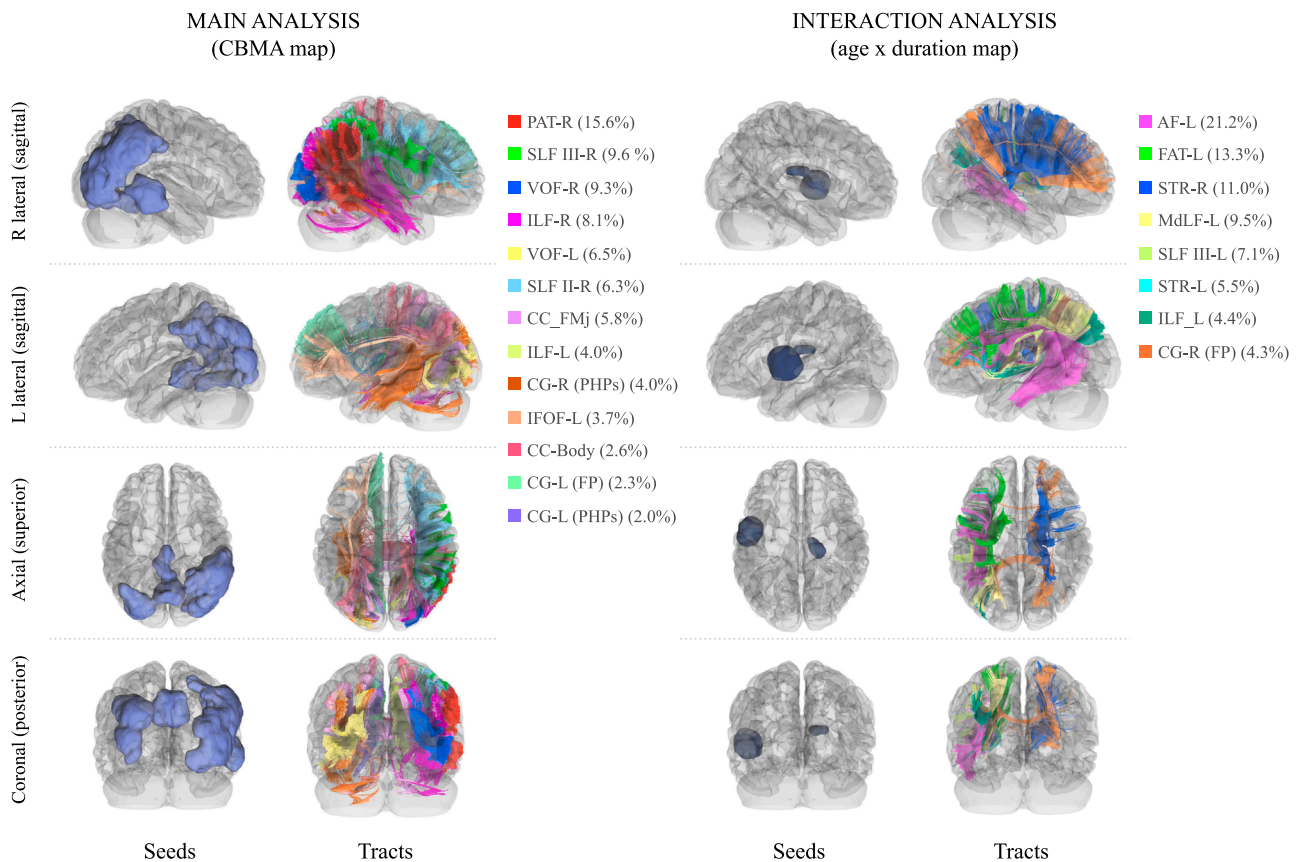 MAIN ANALYSIS
(CBMA map)
INTERACTION ANALYSIS
(age x duration map)
R lateral (sagittal)
L lateral (sagittal)
Axial (superior)
Coronal (posterior)
PAT-R (15.6%)
SLF III-R (9.6 %)
VOF-R (9.3%)
ILF-R (8.1%)
VOF-L (6.5%)
SLF II-R (6.3%)
CC_FMj (5.8%)
ILF-L (4.0%)
CG-R (PHPs) (4.0%)
IFOF-L (3.7%)
CC-Body (2.6%)
CG-L (FP) (2.3%)
CG-L (PHPs) (2.0%)
AF-L (21.2%)
FAT-L (13.3%)
STR-R (11.0%)
MdLF-L (9.5%)
SLF III-L (7.1%)
STR-L (5.5%)
ILF_L (4.4%)
CG-R (FP) (4.3%)
Seeds
Tracts
Seeds
Tracts